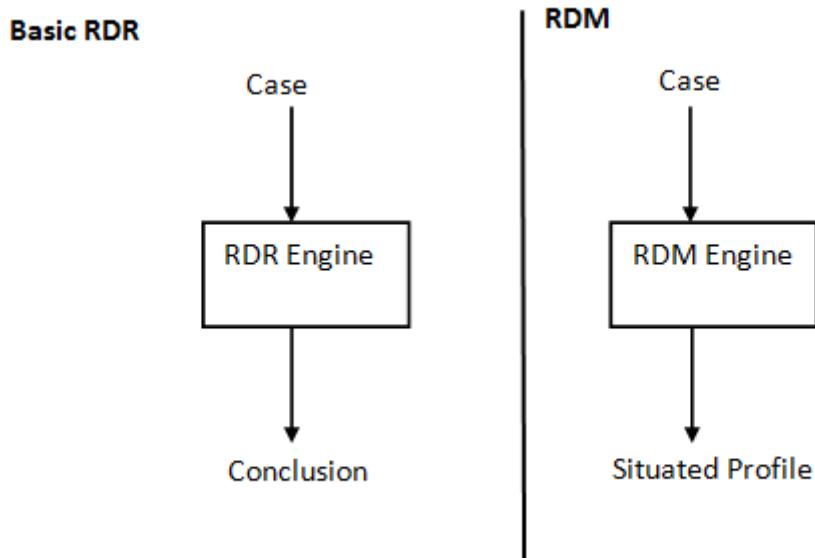 Basic RDR
Case
RDR Engine
Conclusion
RDM
Case
RDM Engine
Situated Profile